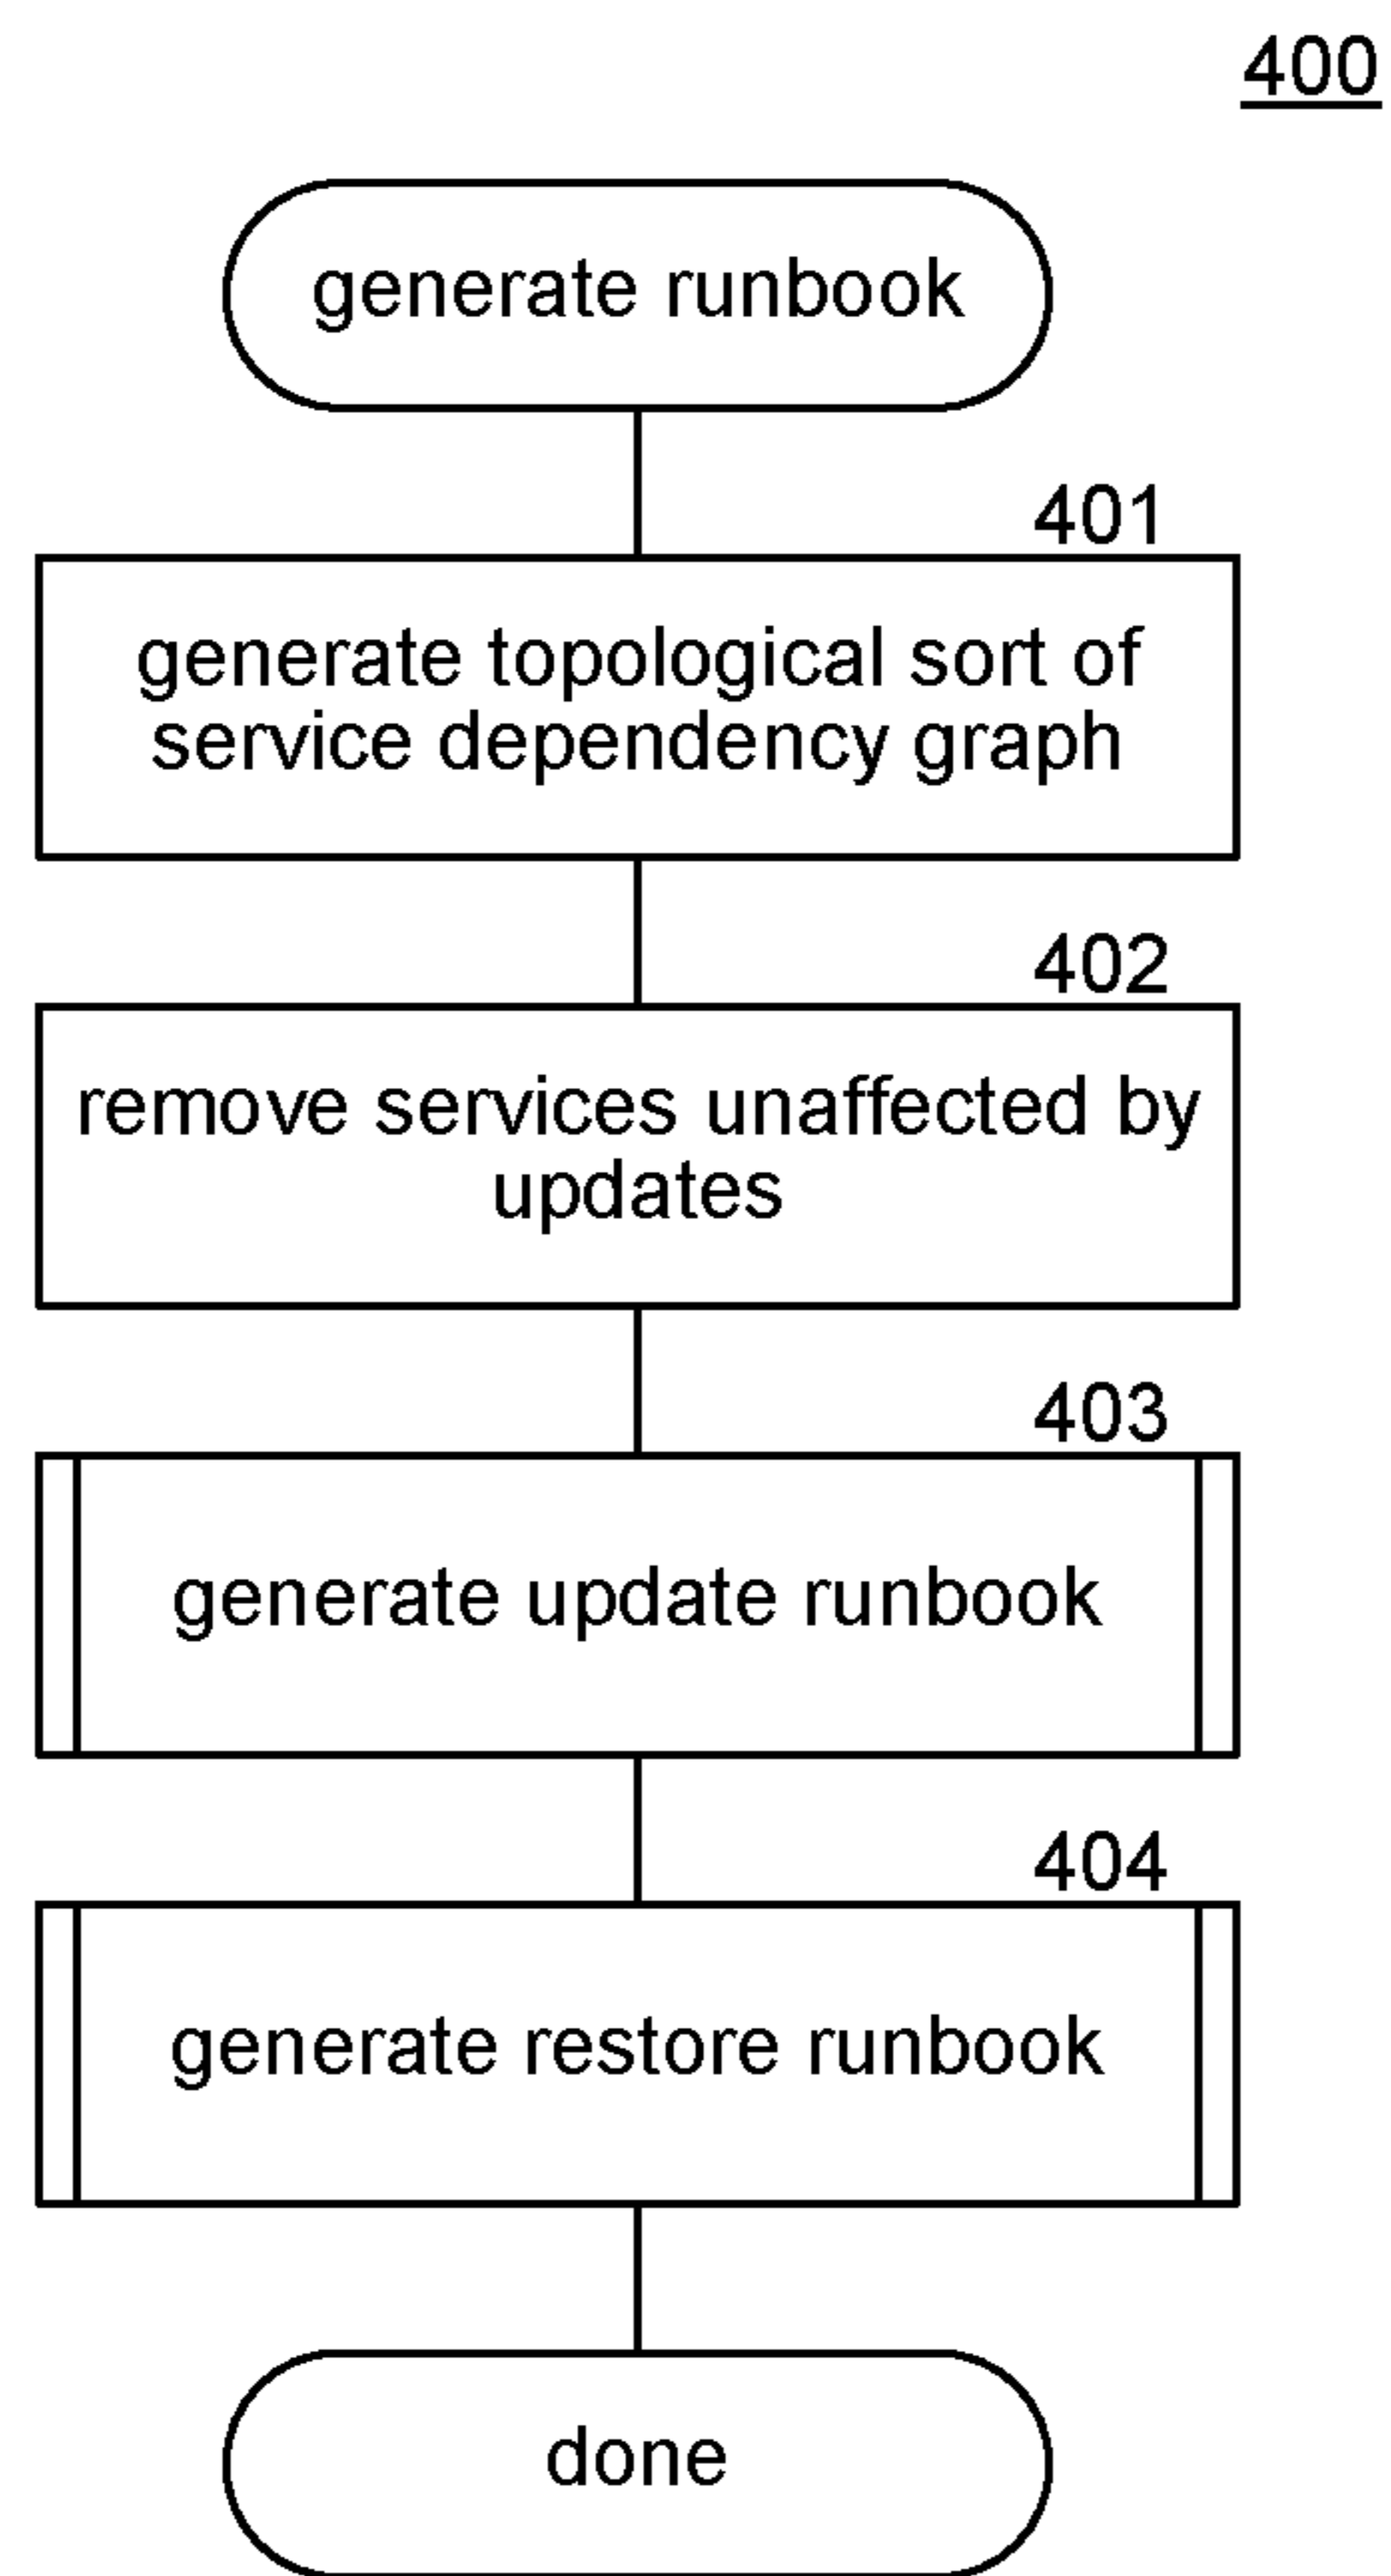 400
generate runbook
401
generate topological sort of
service dependency graph
402
remove services unaffected by
updates
403
generate update runbook
404
generate restore runbook
done